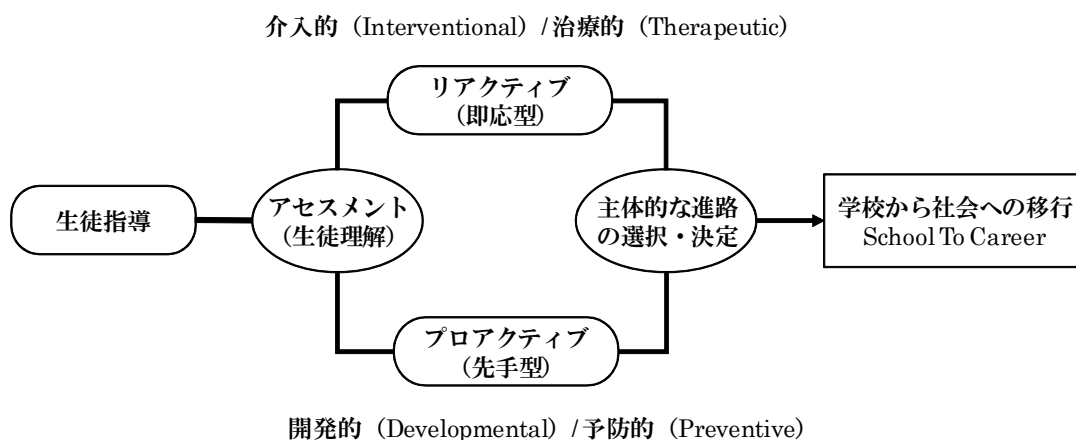 介入的（Interventional）/治療的（Therapeutic）
リアクティブ
（即応型）
生徒指導
アセスメント
（生徒理解）
主体的な進路
の選択・決定
学校から社会への移行
School To Career
プロアクティブ
（先手型）
開発的（Developmental）/予防的（Preventive）